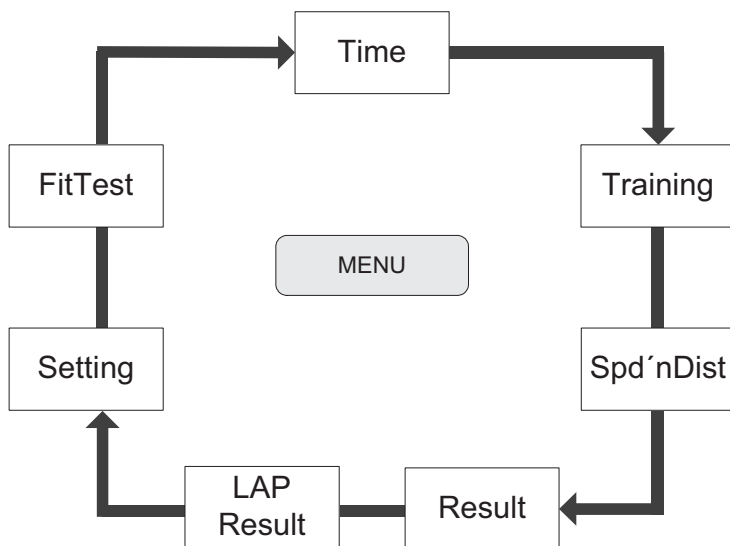 Time
FitTest
Training
MENU
Setting
Spd´nDist
LAP
Result
Result